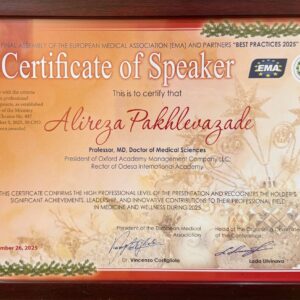 FINAL ASSEMBLY OF THE EUROPEAN MEDICAL ASSOCIATION (EMA) AND PARTNERS "BEST PRACTICES 2025"
Certificate of Speaker
This is to certify that
Alireza Pakhlevazade
Professor, MD, Doctor of Medical Sciences
President of Oxford Academy Management Company LLC,
Rector of Odesa International Academy
THIS CERTIFICATE CONFIRMS THE HIGH PROFESSIONAL LEVEL OF THE PRESENTATION AND RECOGNIZES THE HOLDER'S
SIGNIFICANT ACHIEVEMENTS, LEADERSHIP, AND INNOVATIVE CONTRIBUTIONS TO THEIR PROFESSIONAL FIELD
IN MEDICINE AND WELLNESS DURING 2025.
President of the European Medical
Association
Head of the Organizing
of the Conference
26, 2025
Dr. Vincenzo Costigliola
Lada Litvinova
EMA